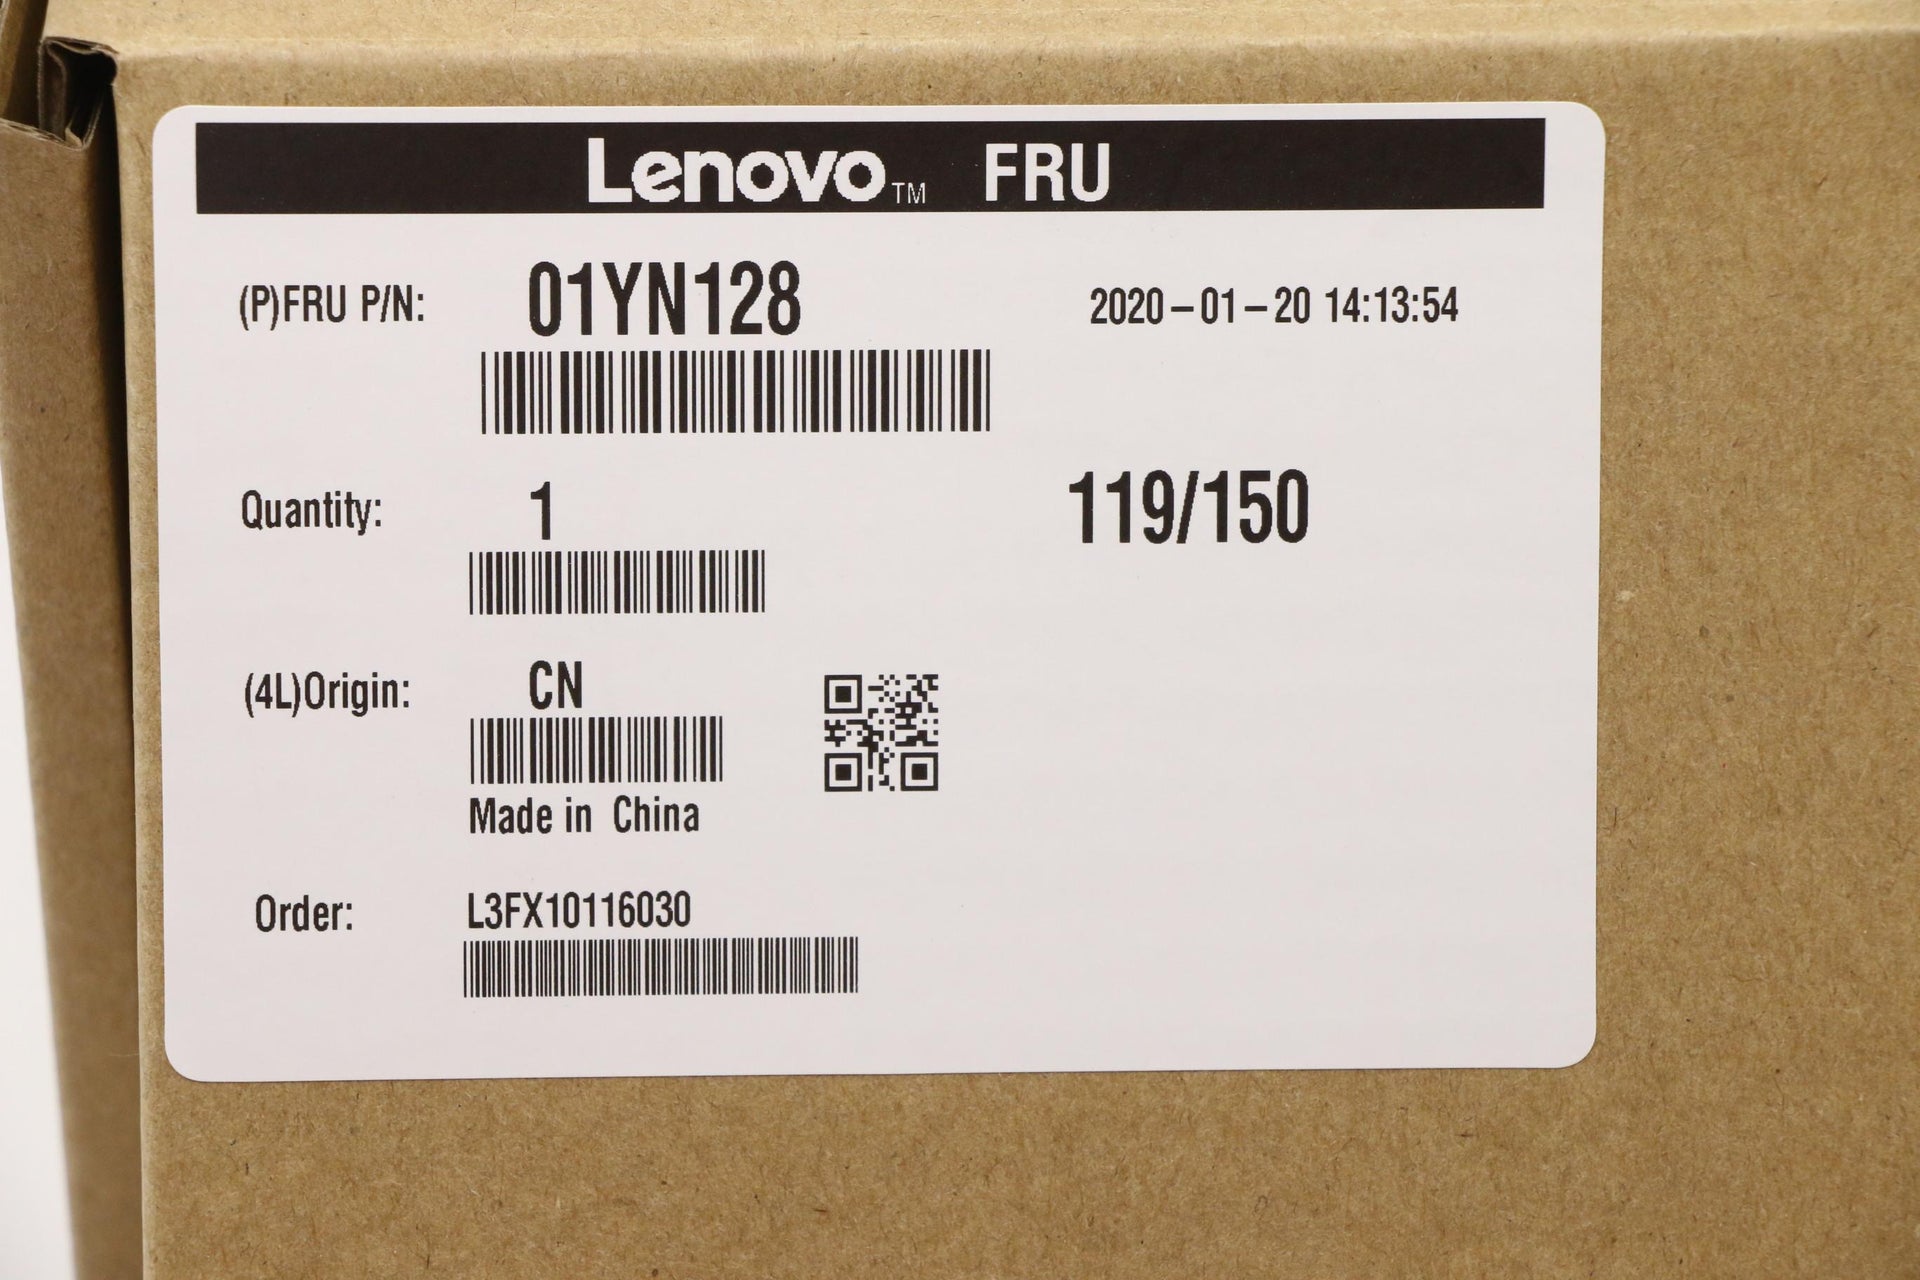 Lenovo™ FRU
(P)FRU P/N: 01YN128 2020-01-20 14:13:54
Quantity: 1 119/150
(4L)Origin: CN
Made in China
Order: L3FX10116030